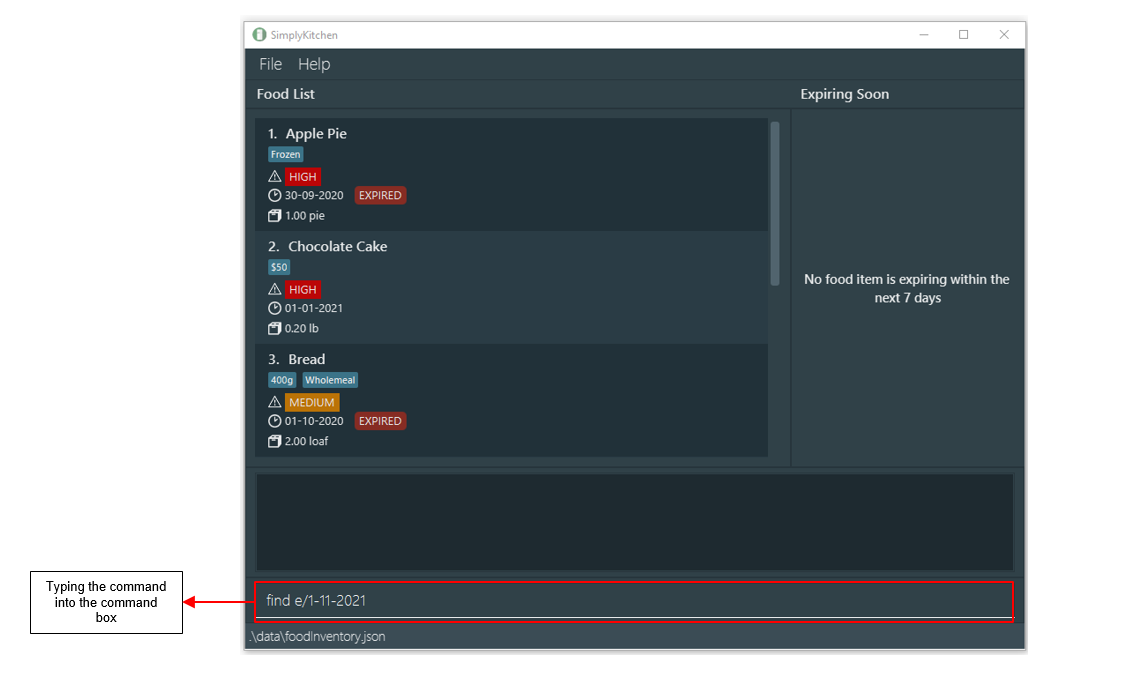 SimplyKitchen
File Help
Food List
Expiring Soon
1. Apple Pie
Frozen
HIGH
30-09-2020 EXPIRED
1.00 pie
2. Chocolate Cake
$50
HIGH
01-01-2021
0.20 lb
3. Bread
400g Wholemeal
MEDIUM
01-10-2020 EXPIRED
2.00 loaf
No food item is expiring within the
next 7 days
Typing the command
into the command
box
find e/1-11-2021
.\data\foodInventory.json